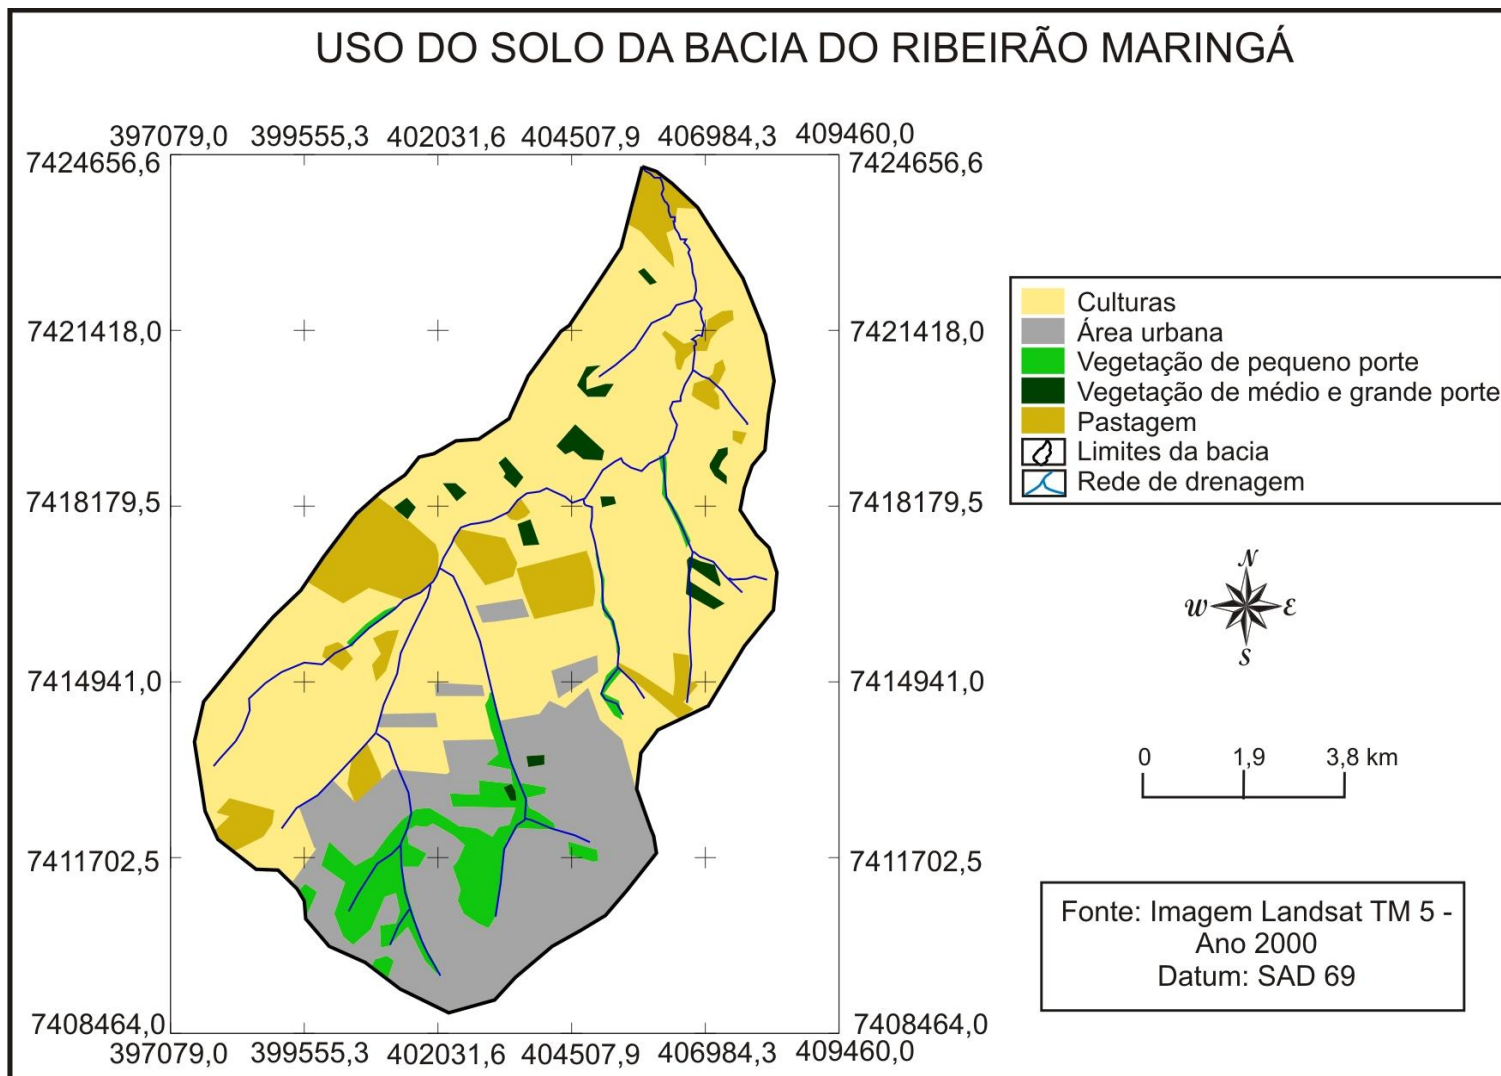 USO DO SOLO DA BACIA DO RIBEIRÃO MARINGÁ
397079,0 399555,3 402031,6 404507,9 406984,3 409460,0
7424656,6 7424656,6
7421418,0 7421418,0
7418179,5 7418179,5
7414941,0 7414941,0
7411702,5 7411702,5
7408464,0 7408464,0
397079,0 399555,3 402031,6 404507,9 406984,3 409460,0
Culturas
Área urbana
Vegetação de pequeno porte
Vegetação de médio e grande porte
Pastagem
Limites da bacia
Rede de drenagem
N
W E
S
0 1,9 3,8 km
Fonte: Imagem Landsat TM 5 -
Ano 2000
Datum: SAD 69